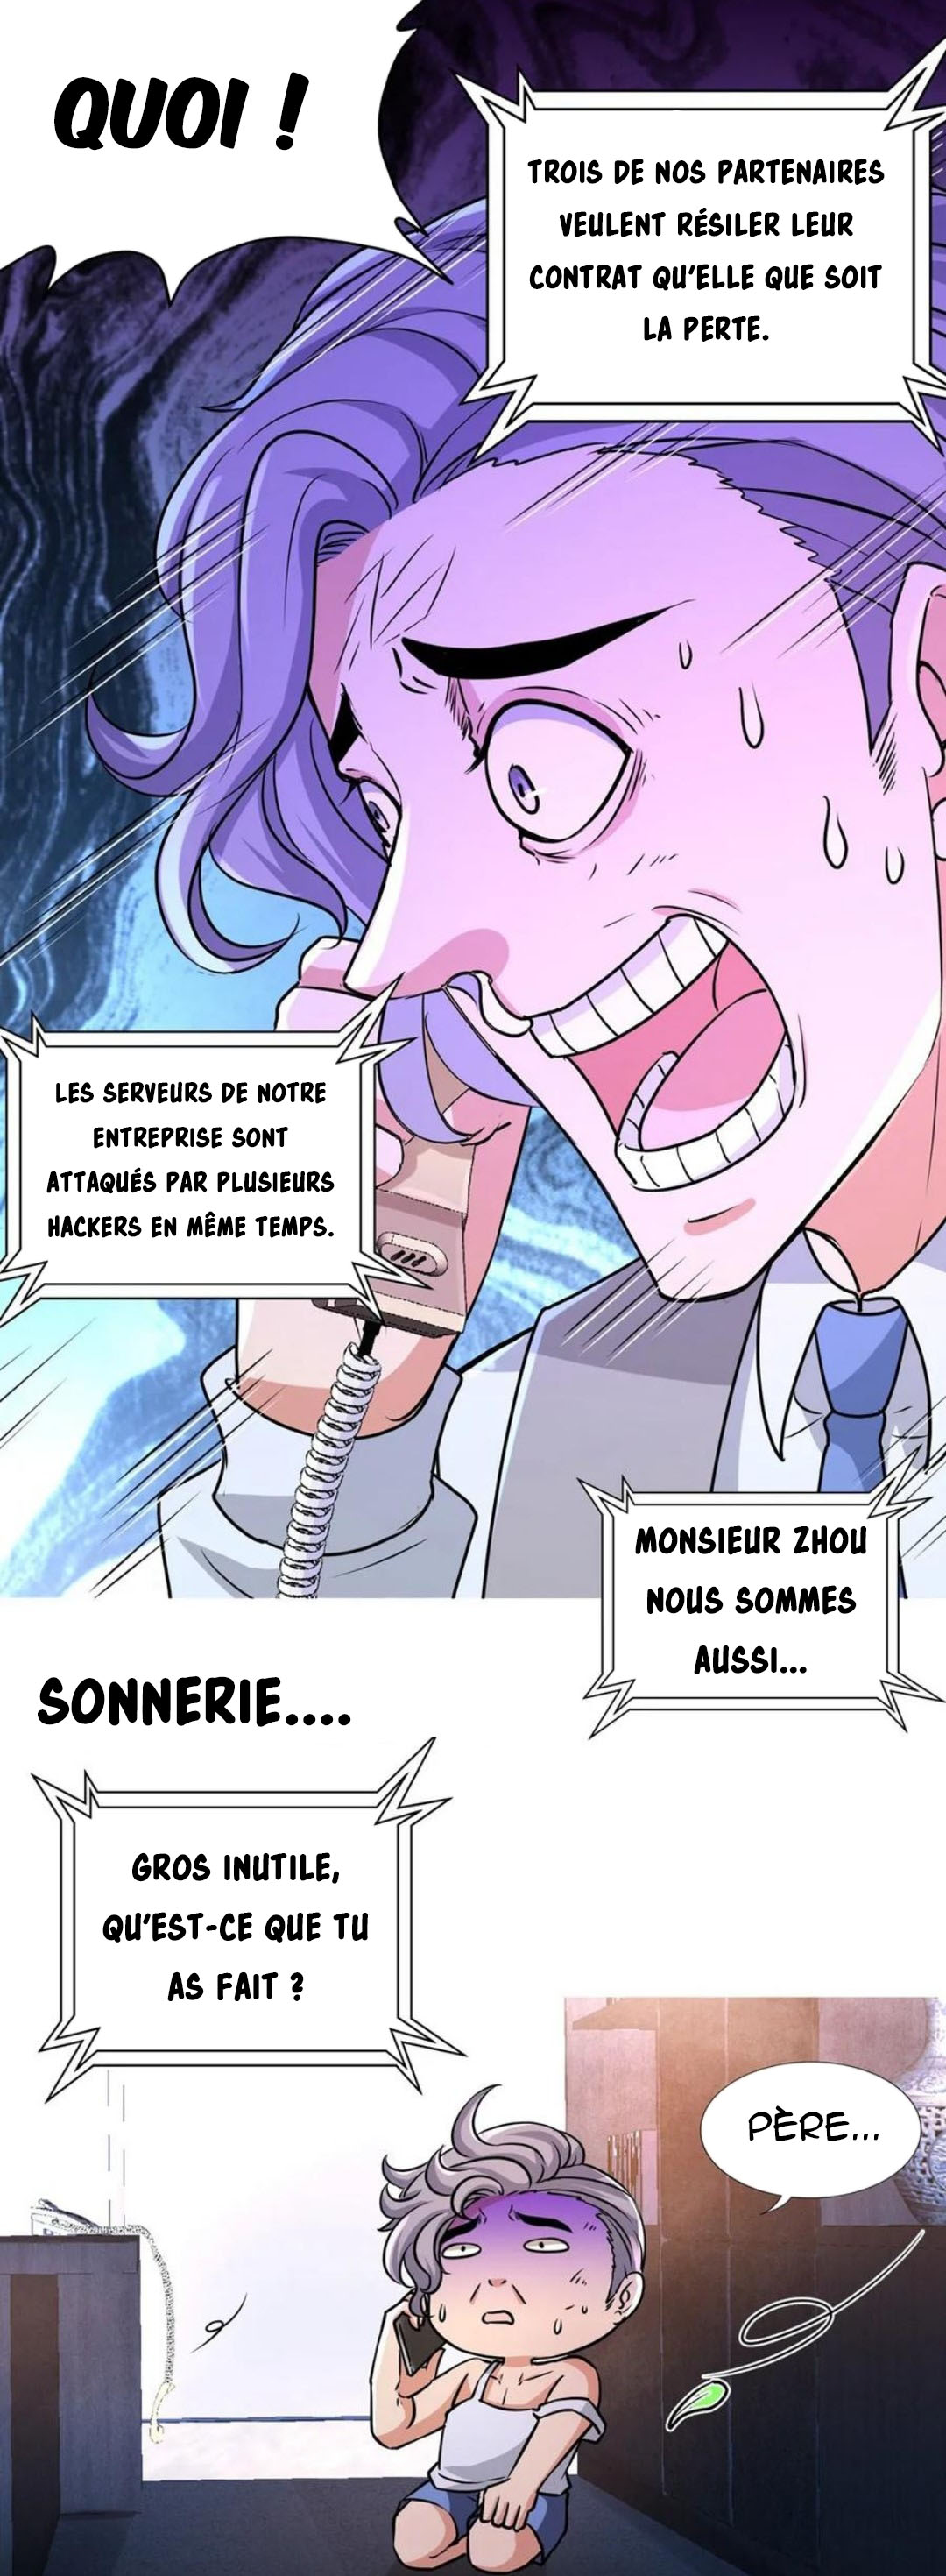 QUOI !
TROIS DE NOS PARTENAIRES
VEULENT RÉSILER LEUR
CONTRAT QU'ELLE QUE SOIT
LA PERTE.
LES SERVEURS DE NOTRE
ENTREPRISE SONT
ATTAQUÉS PAR PLUSIEURS
HACKERS EN MÊME TEMPS.
MONSIEUR ZHOU
NOUS SOMMES
AUSSI...
SONNERIE....
GROS INUTILE,
QU'EST-CE QUE TU
AS FAIT ?
PÈRE...